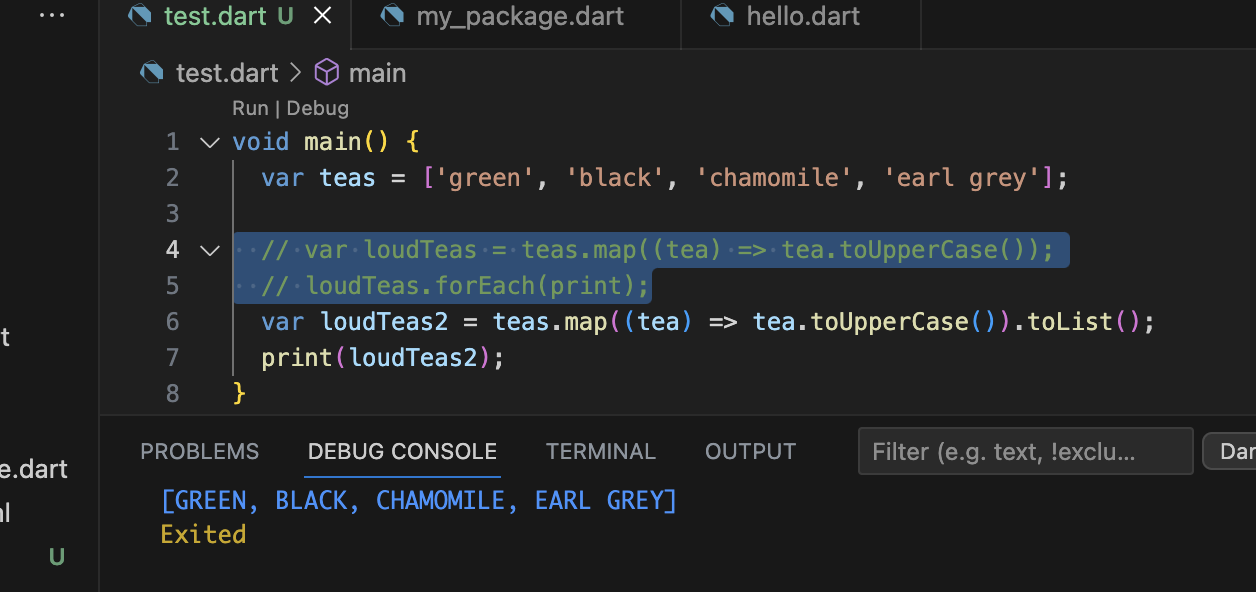 test.dart U
my_package.dart
hello.dart
test.dart > main
Run | Debug
1 void main() {
2 var teas = ['green', 'black', 'chamomile', 'earl grey'];
3
4 // var loudTeas = teas.map((tea) => tea.toUpperCase());
5 // loudTeas.forEach(print);
6 var loudTeas2 = teas.map((tea) => tea.toUpperCase()).toList();
7 print(loudTeas2);
8 }
t
e.dart
U
PROBLEMS DEBUG CONSOLE TERMINAL OUTPUT Filter (e.g. text, !exclu... Dar
[GREEN, BLACK, CHAMOMILE, EARL GREY]
Exited